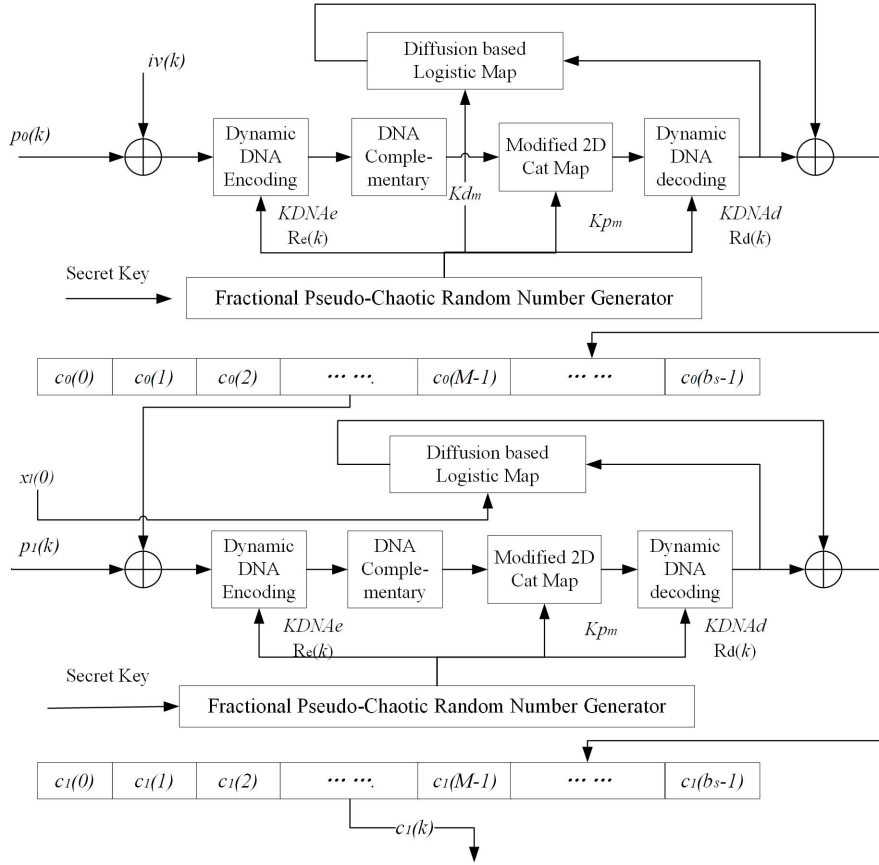 Diffusion based
Logistic Map
iv(k)
p0(k)
Dynamic
DNA
Encoding
DNA
Comple-
mentary
Modified 2D
Cat Map
Dynamic
DNA
decoding
Kdm
KDNAe
Re(k)
Kpm
KDNAd
Rd(k)
Secret Key
Fractional Pseudo-Chaotic Random Number Generator
c0(0) c0(1) c0(2) ... .... c0(M-1) ... ... c0(bs-1)
Diffusion based
Logistic Map
x1(0)
p1(k)
Dynamic
DNA
Encoding
DNA
Comple-
mentary
Modified 2D
Cat Map
Dynamic
DNA
decoding
KDNAe
Re(k)
Kpm
KDNAd
Rd(k)
Secret Key
Fractional Pseudo-Chaotic Random Number Generator
c1(0) c1(1) c1(2) ... .... c1(M-1) ... ... c1(bs-1)
c1(k)